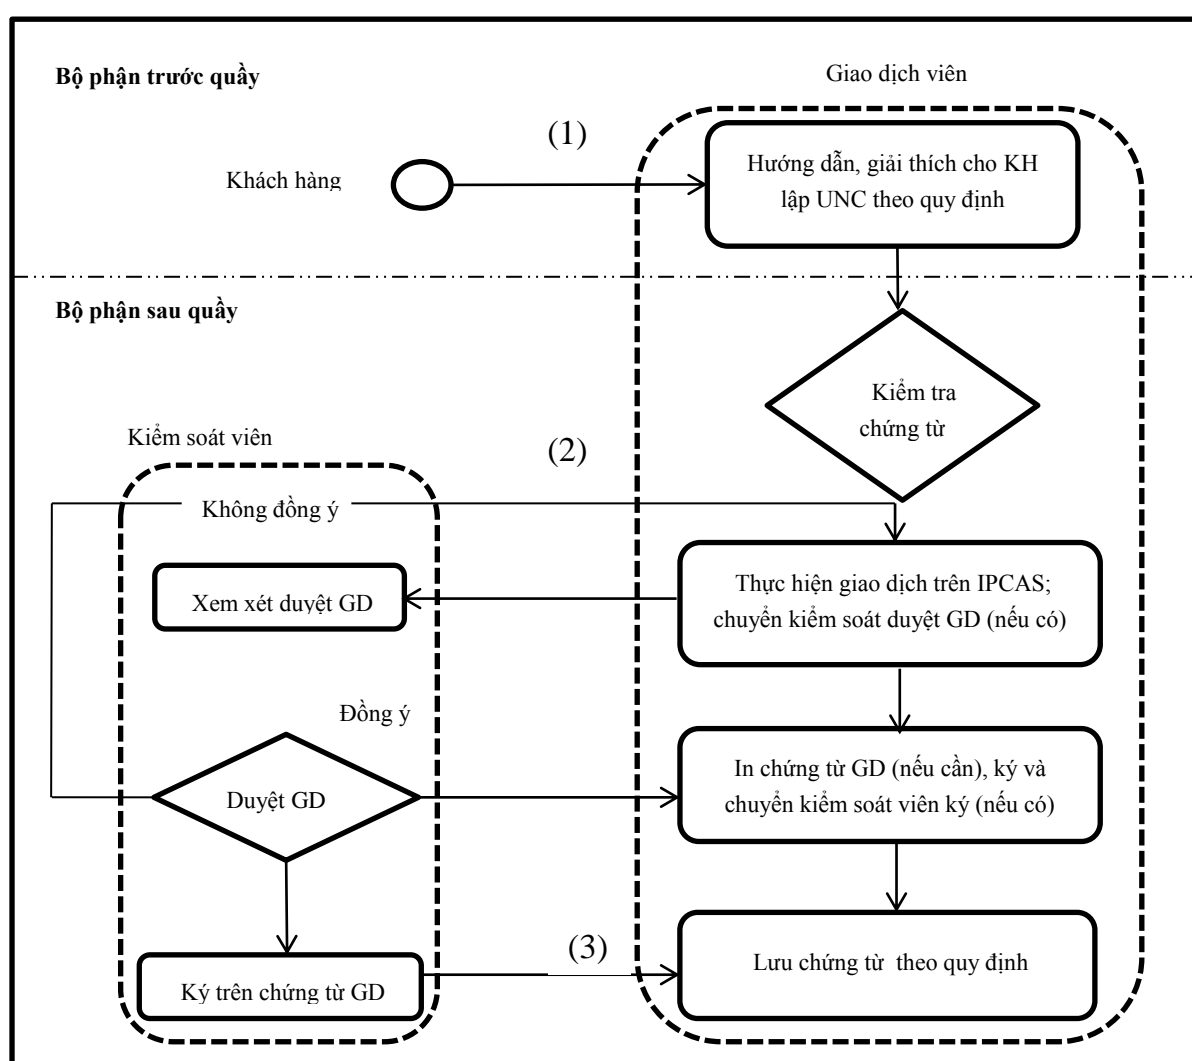 Bộ phận trước quầy
Giao dịch viên
(1)
Khách hàng
Hướng dẫn, giải thích cho KH
lập UNC theo quy định
Bộ phận sau quầy
Kiểm tra
chứng từ
Kiểm soát viên
(2)
Không đồng ý
Xem xét duyệt GD
Thực hiện giao dịch trên IPCAS;
chuyển kiểm soát duyệt GD (nếu có)
Đồng ý
Duyệt GD
In chứng từ GD (nếu cần), ký và
chuyển kiểm soát viên ký (nếu có)
(3)
Ký trên chứng từ GD
Lưu chứng từ theo quy định